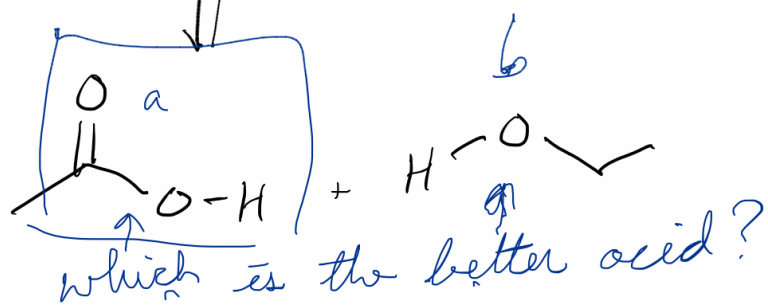 b
O a
O
H
O-H + 
which is the better acid?